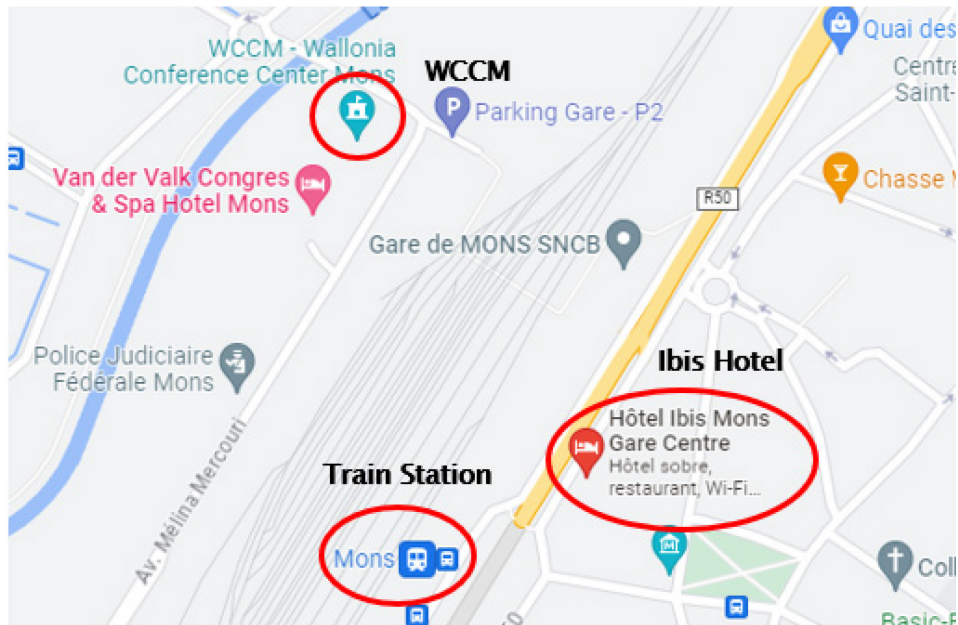 WCCM - Wallonia
Conference Center Mons
WCCM
Parking Gare - P2
Quai des
Centre
Saint-
Van der Valk Congres
& Spa Hotel Mons
R50
Chasse
Gare de MONS SNCB
Police Judiciaire
Fédérale Mons
Ibis Hotel
Hôtel Ibis Mons
Gare Centre
Hôtel sobre,
restaurant, Wi-Fi...
Av. Mélina Mercouri
Train Station
Mons
Coll